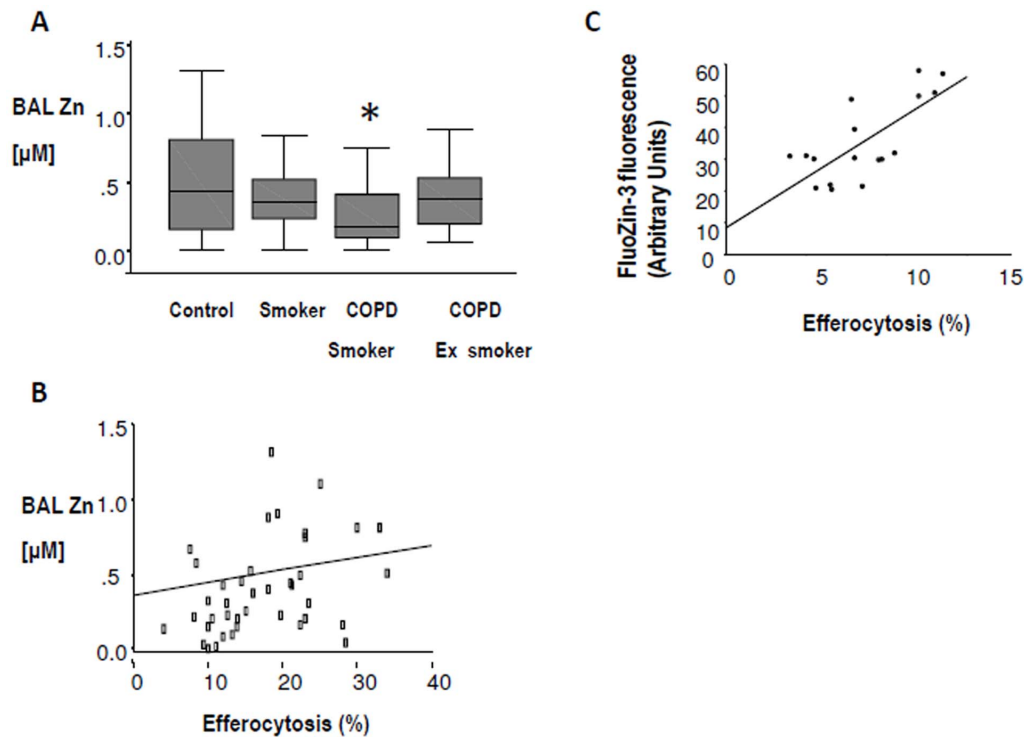 A
1.5
BAL Zn
1.0
[µM]
.5
0.0
*
Control
Smoker
COPD
COPD
Smoker
Ex smoker
B
1.5
BAL Zn
1.0
[µM]
.5
0.0
0
10
20
30
40
Efferocytosis (%)
C
FluoZin-3 fluorescence
(Arbitrary Units)
60
50
40
30
20
10
0
0
5
10
15
Efferocytosis (%)